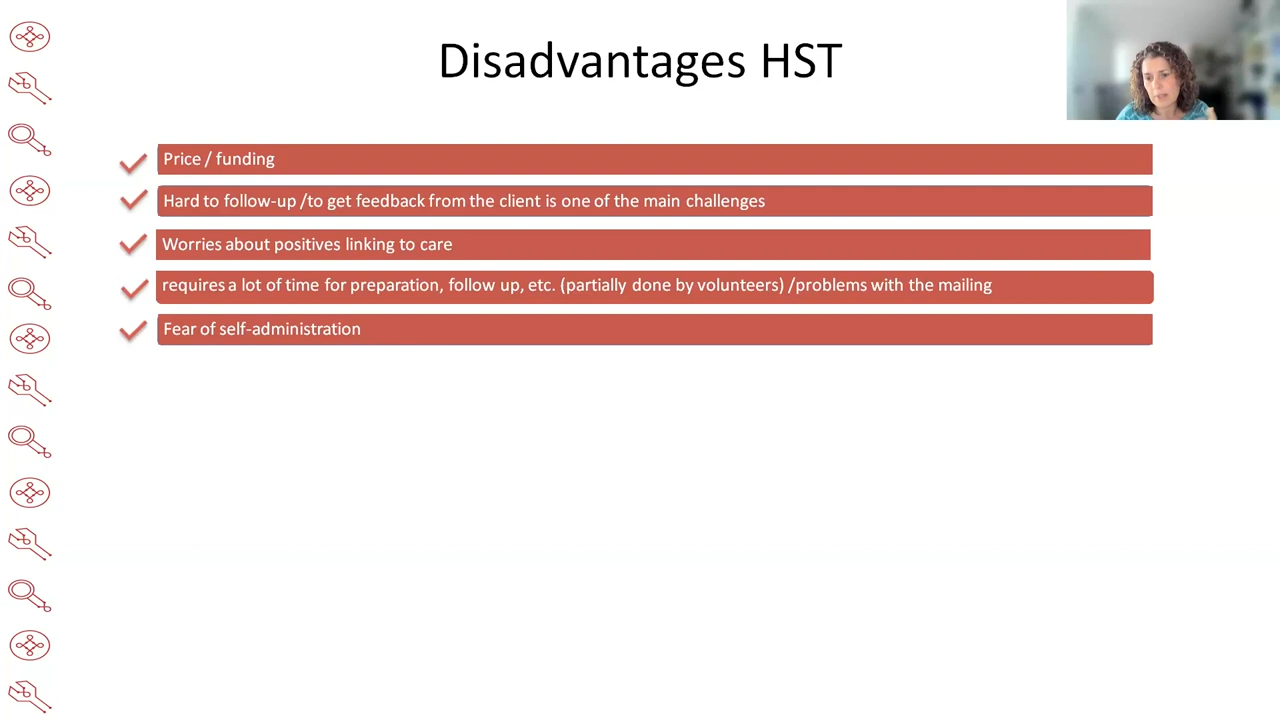 Disadvantages HST
Price / funding
Hard to follow-up /to get feedback from the client is one of the main challenges
Worries about positives linking to care
requires a lot of time for preparation, follow up, etc. (partially done by volunteers) /problems with the mailing
Fear of self-administration